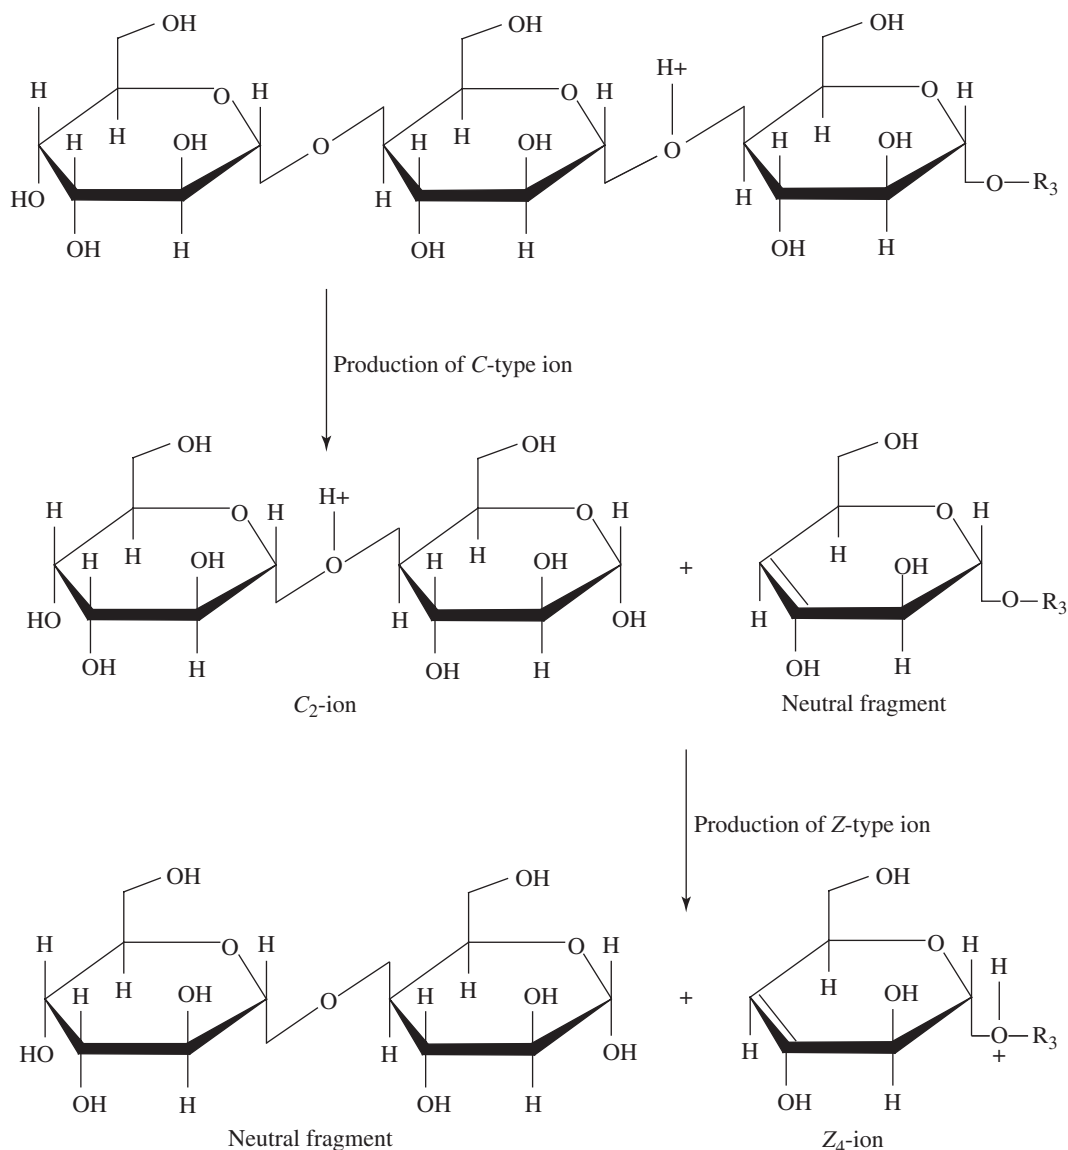 OH OH OH
H+
H O H O H O H
H H OH H H OH H H OH
O O O—R3
HO H H
OH H OH H OH H
Production of C-type ion
OH OH OH
H+
H O H O H O H
H H OH H H OH H OH
O + O—R3
HO H OH H
OH H OH H OH H
C2-ion Neutral fragment
Production of Z-type ion
OH OH OH
H O H O H O H
H
H H OH H H OH H OH
O + O—R3
+
HO H OH H
OH H OH H OH H
Neutral fragment Z4-ion